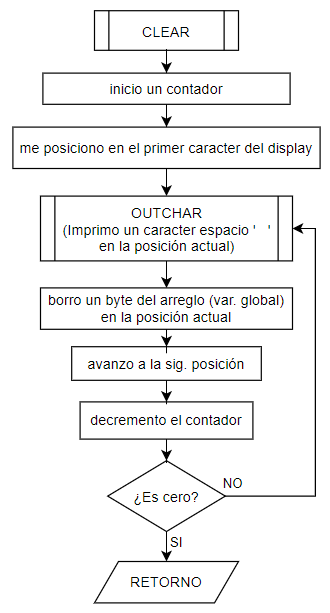 CLEAR
inicio un contador
me posiciono en el primer caracter del display
OUTCHAR
(Imprimo un caracter espacio ' '
en la posición actual)
borro un byte del arreglo (var. global)
en la posición actual
avanzo a la sig. posición
decremento el contador
¿Es cero?
NO
SI
RETORNO